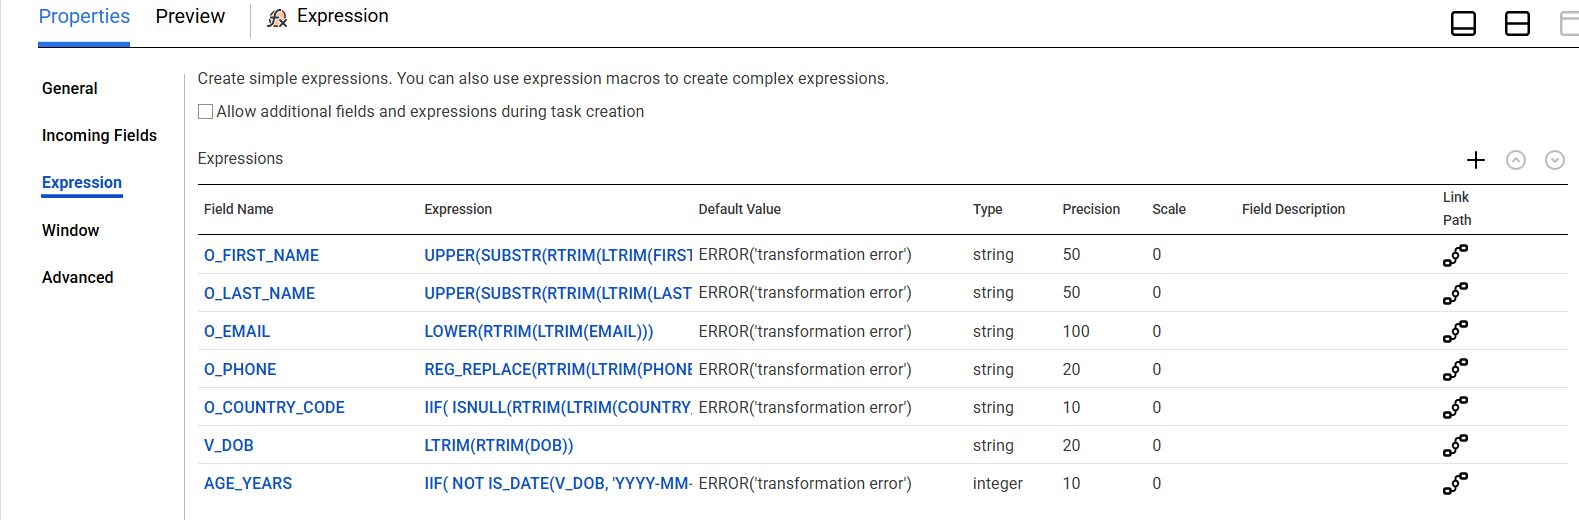 Properties Preview Expression
General
Incoming Fields
Expression
Window
Advanced
Create simple expressions. You can also use expression macros to create complex expressions.
Allow additional fields and expressions during task creation
Expressions
Field Name Expression Default Value Type Precision Scale Field Description Link Path
O_FIRST_NAME UPPER(SUBSTR(RTRIM(LTRIM(FIRST ERROR('transformation error') string 50 0
O_LAST_NAME UPPER(SUBSTR(RTRIM(LTRIM(LAST ERROR('transformation error') string 50 0
O_EMAIL LOWER(RTRIM(LTRIM(EMAIL))) ERROR('transformation error') string 100 0
O_PHONE REG_REPLACE(RTRIM(LTRIM(PHONE ERROR('transformation error') string 20 0
O_COUNTRY_CODE IIF( ISNULL(RTRIM(LTRIM(COUNTRY_ ERROR('transformation error') string 10 0
V_DOB LTRIM(RTRIM(DOB)) string 20 0
AGE_YEARS IIF( NOT IS_DATE(V_DOB, 'YYYY-MM- ERROR('transformation error') integer 10 0